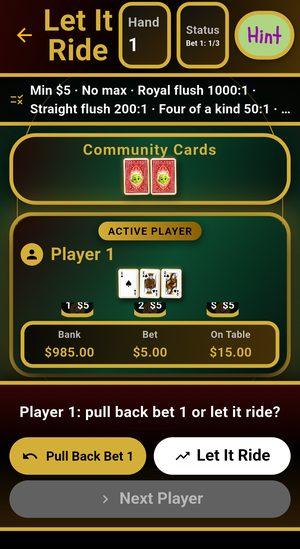 Let It
Ride
Hand
1
Status
Bet 1: 1/3
Hint
Min $5 · No max · Royal flush 1000:1 ·
Straight flush 200:1 · Four of a kind 50:1 · …
Community Cards
ACTIVE PLAYER
Player 1
1 $5
2 $5
$ $5
Bank
Bet
On Table
$985.00
$5.00
$15.00
Player 1: pull back bet 1 or let it ride?
Pull Back Bet 1
Let It Ride
Next Player